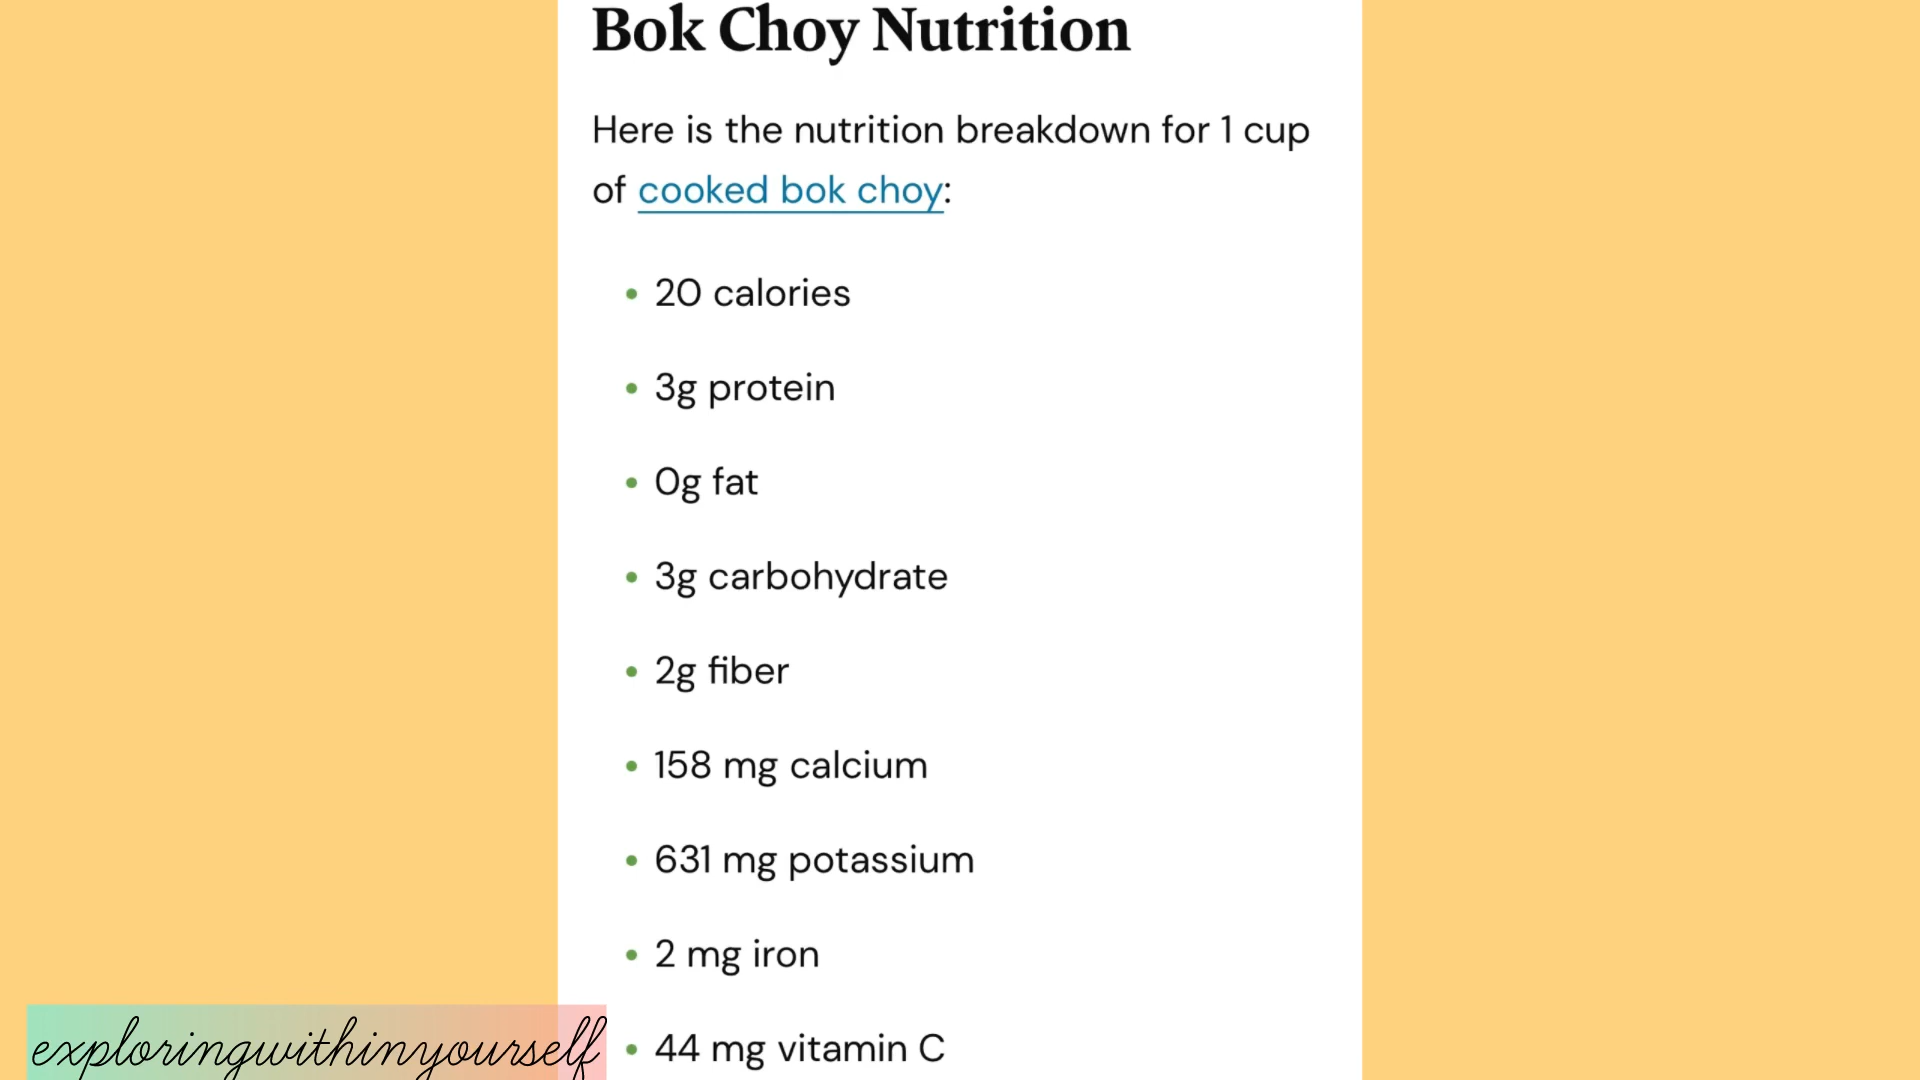 Bok Choy Nutrition
Here is the nutrition breakdown for 1 cup
of cooked bok choy:
• 20 calories
• 3g protein
• 0g fat
• 3g carbohydrate
• 2g fiber
• 158 mg calcium
• 631 mg potassium
• 2 mg iron
• 44 mg vitamin C
exploringwithinyourself